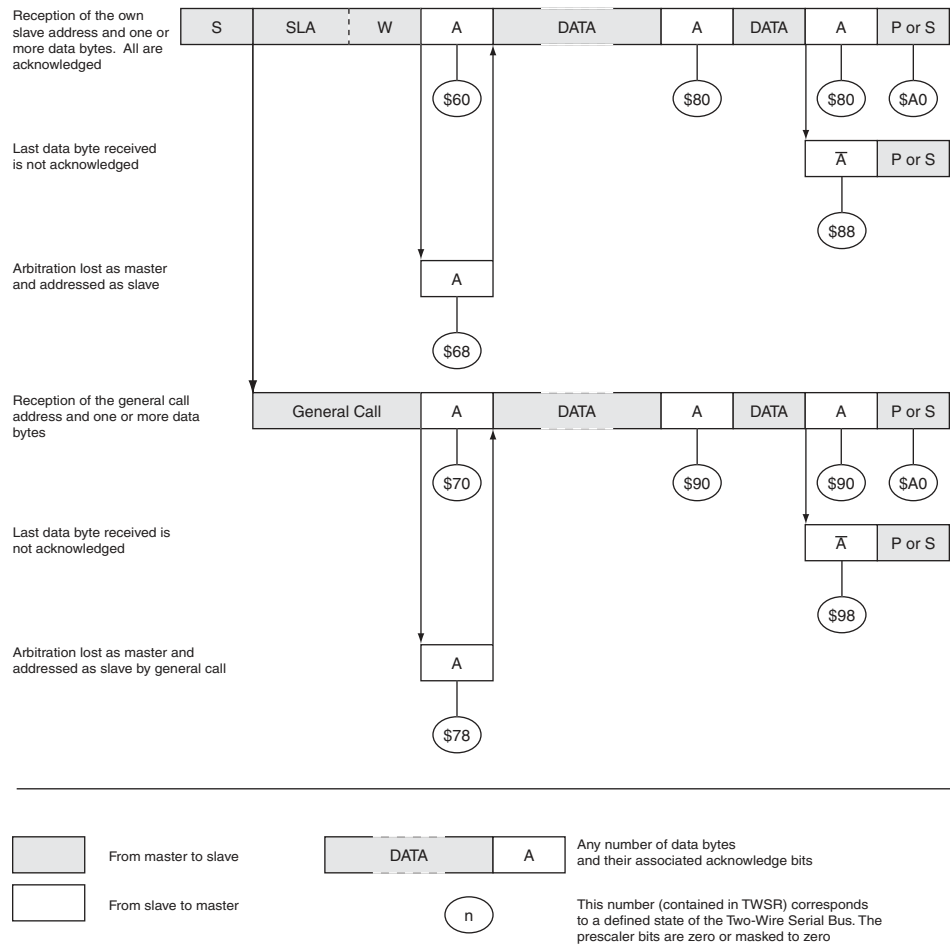 Reception of the own
slave address and one or
more data bytes. All are
acknowledged
S SLA W A DATA A DATA A P or S
$60 $80 $80 $A0
Last data byte received
is not acknowledged
A̅ P or S
$88
Arbitration lost as master
and addressed as slave
A
$68
Reception of the general call
address and one or more data
bytes
General Call A DATA A DATA A P or S
$70 $90 $90 $A0
Last data byte received is
not acknowledged
A̅ P or S
$98
Arbitration lost as master and
addressed as slave by general call
A
$78
From master to slave
DATA A
Any number of data bytes
and their associated acknowledge bits
From slave to master
n
This number (contained in TWSR) corresponds
to a defined state of the Two-Wire Serial Bus. The
prescaler bits are zero or masked to zero